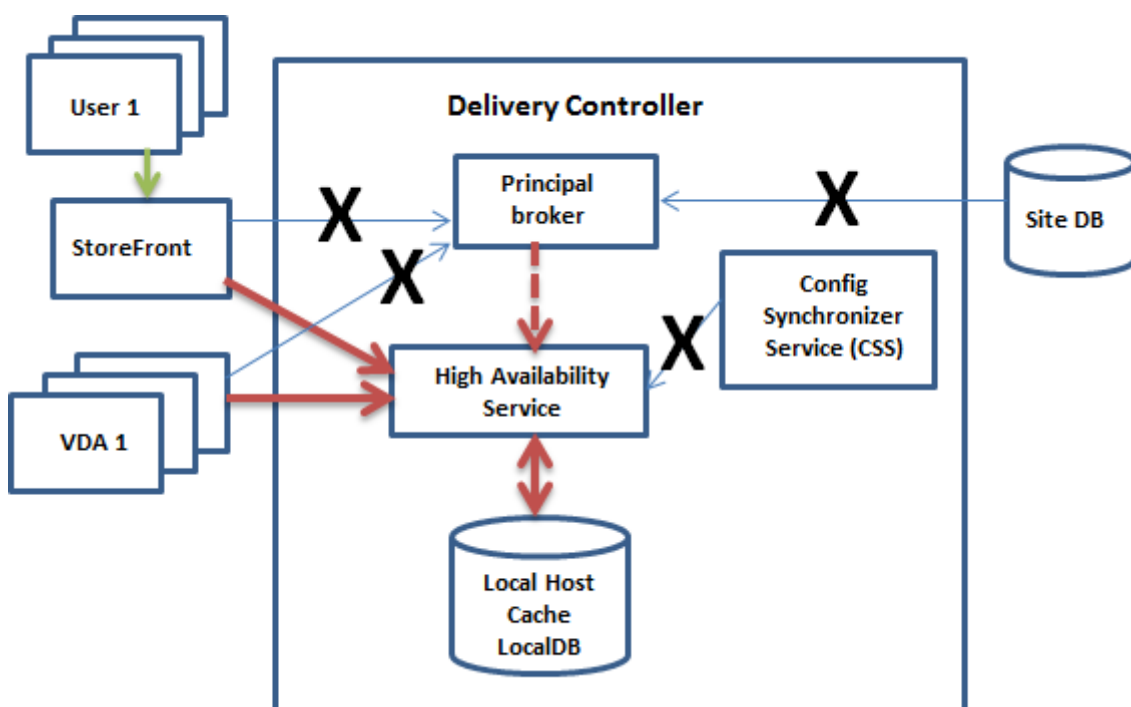 User 1
Delivery Controller
Principal
broker
X
X
X
StoreFront
Site DB
Config
Synchronizer
Service (CSS)
X
High Availability
Service
VDA 1
Local Host
Cache
LocalDB